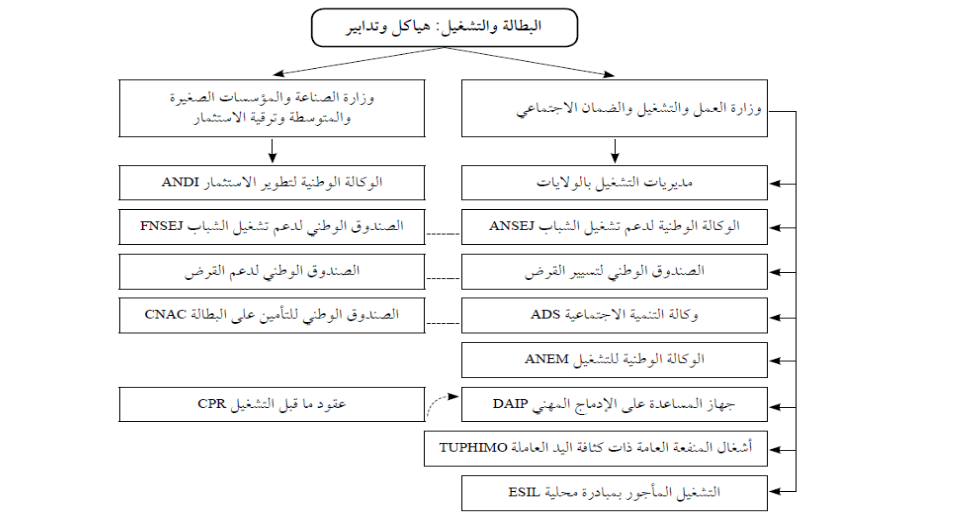 البطالة والتشغيل: هياكل وتدابير
وزارة العمل والتشغيل والضمان الاجتماعي
وزارة الصناعة والمؤسسات الصغيرة
والمتوسطة وترقية الاستثمار
مديريات التشغيل بالولايات
الوكالة الوطنية لتطوير الاستثمار ANDI
الوكالة الوطنية لدعم تشغيل الشباب ANSEJ
الصندوق الوطني لدعم تشغيل الشباب FNSEJ
الصندوق الوطني لتسيير القرض
الصندوق الوطني لدعم القرض
وكالة التنمية الاجتماعية ADS
الصندوق الوطني للتأمين على البطالة CNAC
الوكالة الوطنية للتشغيل ANEM
جهاز المساعدة على الإدماج المهني DAIP
عقود ما قبل التشغيل CPR
أشغال المنفعة العامة ذات كثافة اليد العاملة TUPHIMO
التشغيل المأجور بمبادرة محلية ESIL